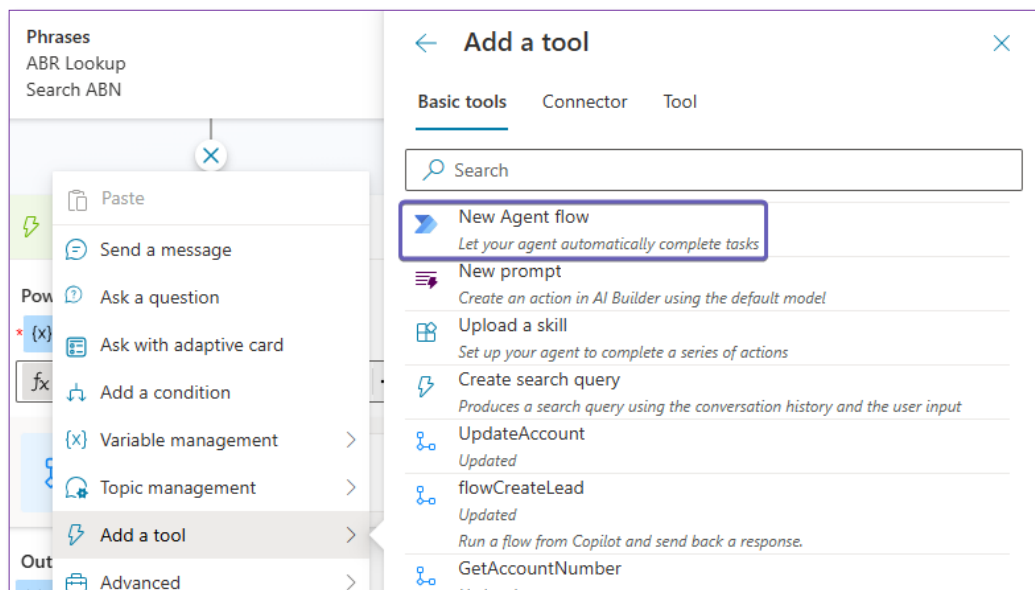 Phrases
ABR Lookup
Search ABN
Paste
Send a message
Pow
Ask a question
* {x}
Ask with adaptive card
fx
Add a condition
{x} Variable management
Topic management
Add a tool
Out
Advanced
Add a tool
Basic tools Connector Tool
Search
New Agent flow
Let your agent automatically complete tasks
New prompt
Create an action in AI Builder using the default model
Upload a skill
Set up your agent to complete a series of actions
Create search query
Produces a search query using the conversation history and the user input
UpdateAccount
Updated
flowCreateLead
Updated
Run a flow from Copilot and send back a response.
GetAccountNumber